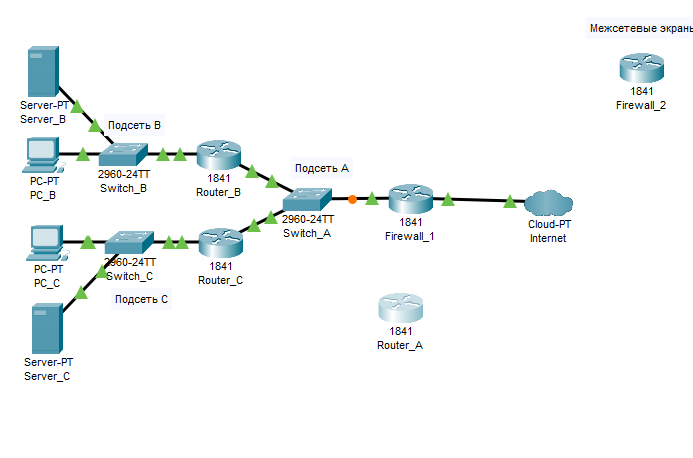 Межсетевые экраны
1841
Firewall_2
Server-PT
Server_B
Подсеть B
PC-PT
PC_B
2960-24TT
Switch_B
1841
Router_B
Подсеть A
2960-24TT
Switch_A
1841
Firewall_1
Cloud-PT
Internet
PC-PT
PC_C
2960-24TT
Switch_C
1841
Router_C
Подсеть C
Server-PT
Server_C
1841
Router_A